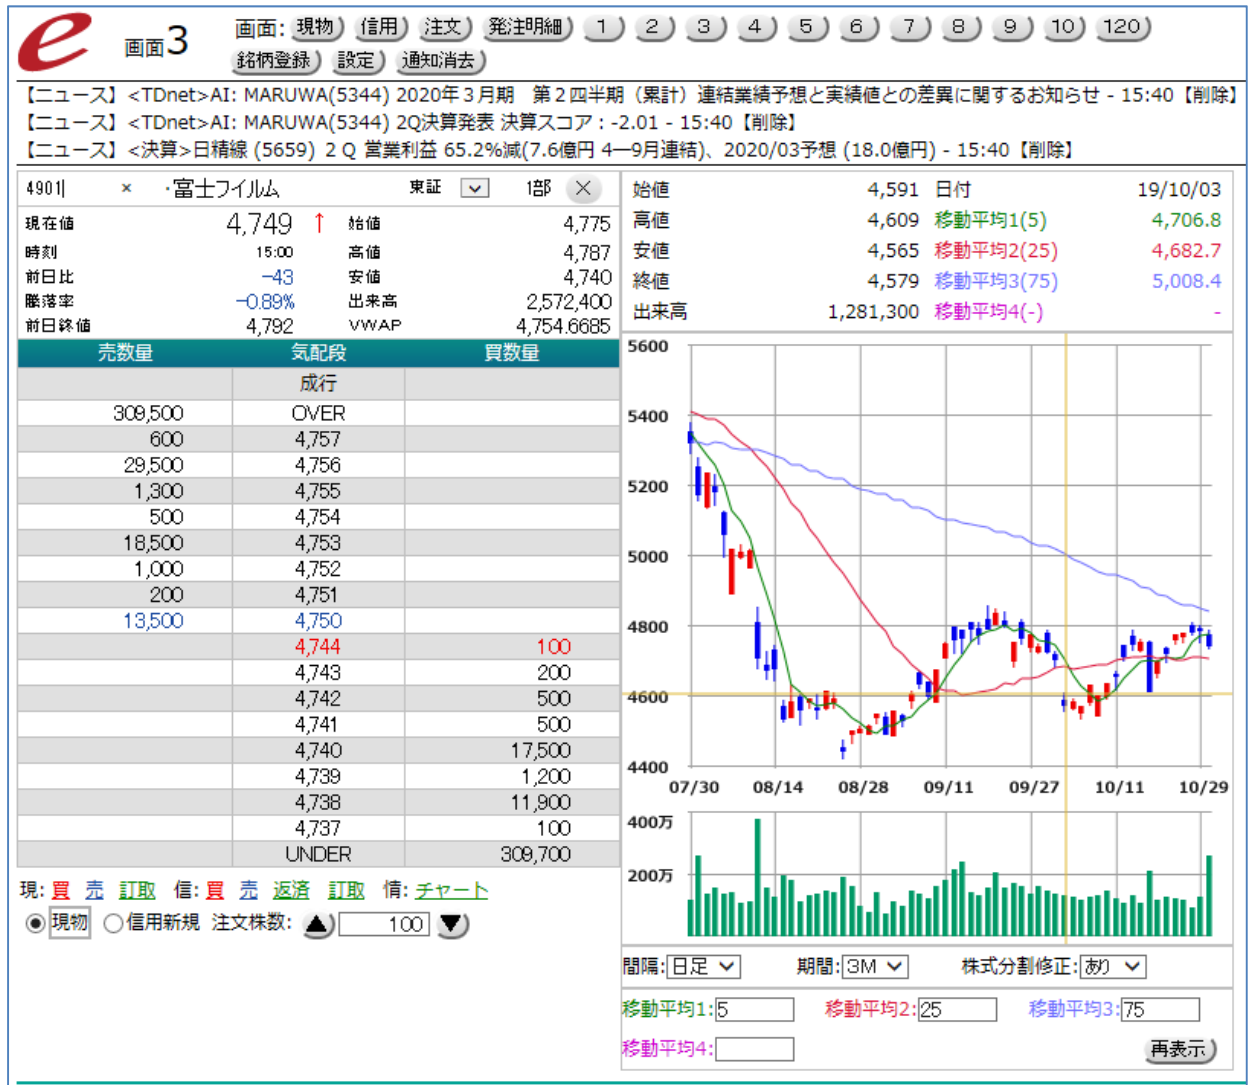 画面3
画面: 現物) 信用) 注文) 発注明細) 1) 2) 3) 4) 5) 6) 7) 8) 9) 10) 120)
銘柄登録) 設定) 通知消去)
【ニュース】<TDnet>AI: MARUWA(5344) 2020年3月期 第2四半期（累計）連結業績予想と実績値との差異に関するお知らせ - 15:40【削除】
【ニュース】<TDnet>AI: MARUWA(5344) 2Q決算発表 決算スコア：-2.01 - 15:40【削除】
【ニュース】<決算>日精線 (5659) 2Q 営業利益 65.2%減(7.6億円 4―9月連結)、2020/03予想 (18.0億円) - 15:40【削除】
4901 × ・富士フイルム 東証 1部 ×
現在値 4,749 ↑ 始値 4,775
時刻 15:00 高値 4,787
前日比 -43 安値 4,740
騰落率 -0.89% 出来高 2,572,400
前日終値 4,792 VWAP 4,754.6685
売数量 気配段 買数量
成行
309,500 OVER
600 4,757
29,500 4,756
1,300 4,755
500 4,754
18,500 4,753
1,000 4,752
200 4,751
13,500 4,750
4,744 100
4,743 200
4,742 500
4,741 500
4,740 17,500
4,739 1,200
4,738 11,900
4,737 100
UNDER 309,700
現: 買 売 訂取 信: 買 売 返済 訂取 情: チャート
現物 信用新規 注文株数: ▲) 100 ▼)
始値 4,591 日付 19/10/03
高値 4,609 移動平均1(5) 4,706.8
安値 4,565 移動平均2(25) 4,682.7
終値 4,579 移動平均3(75) 5,008.4
出来高 1,281,300 移動平均4(-) -
5600
5400
5200
5000
4800
4600
4400
07/30 08/14 08/28 09/11 09/27 10/11 10/29
400万
200万
間隔: 日足 期間: 3M 株式分割修正: あり
移動平均1: 5 移動平均2: 25 移動平均3: 75
移動平均4: 再表示)